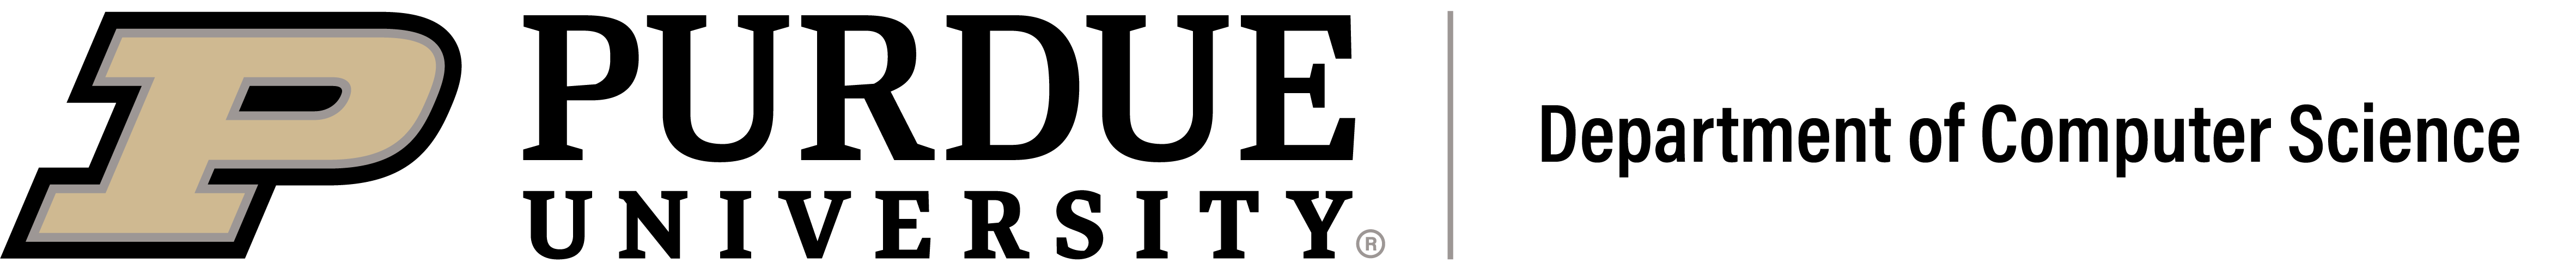 P
PURDUE
UNIVERSITY®
Department of Computer Science